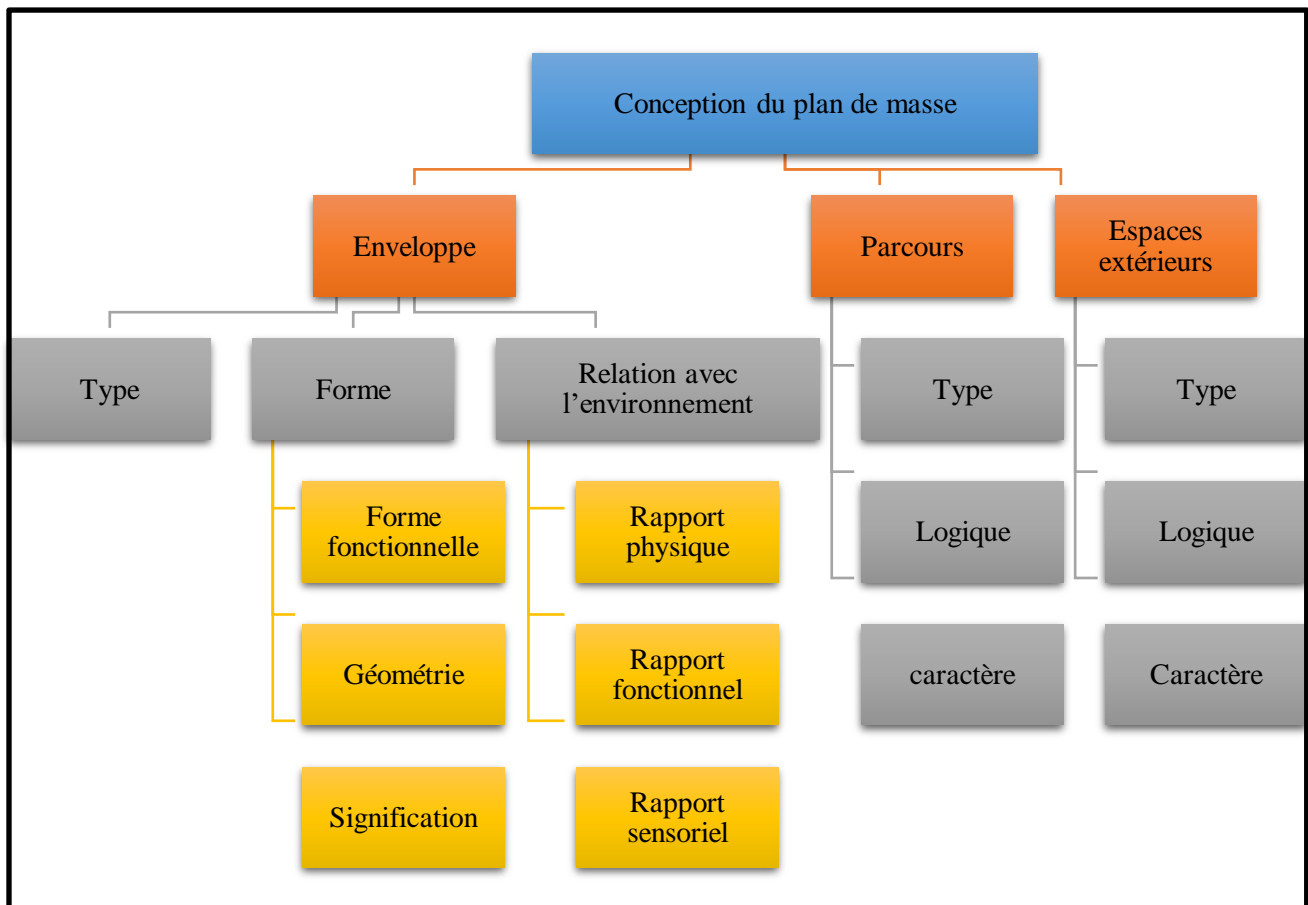 Conception du plan de masse
Enveloppe
Parcours
Espaces
extérieurs
Type
Forme
Relation avec
l’environnement
Type
Type
Forme
fonctionnelle
Rapport
physique
Logique
Logique
Géométrie
Rapport
fonctionnel
caractère
Caractère
Signification
Rapport
sensoriel